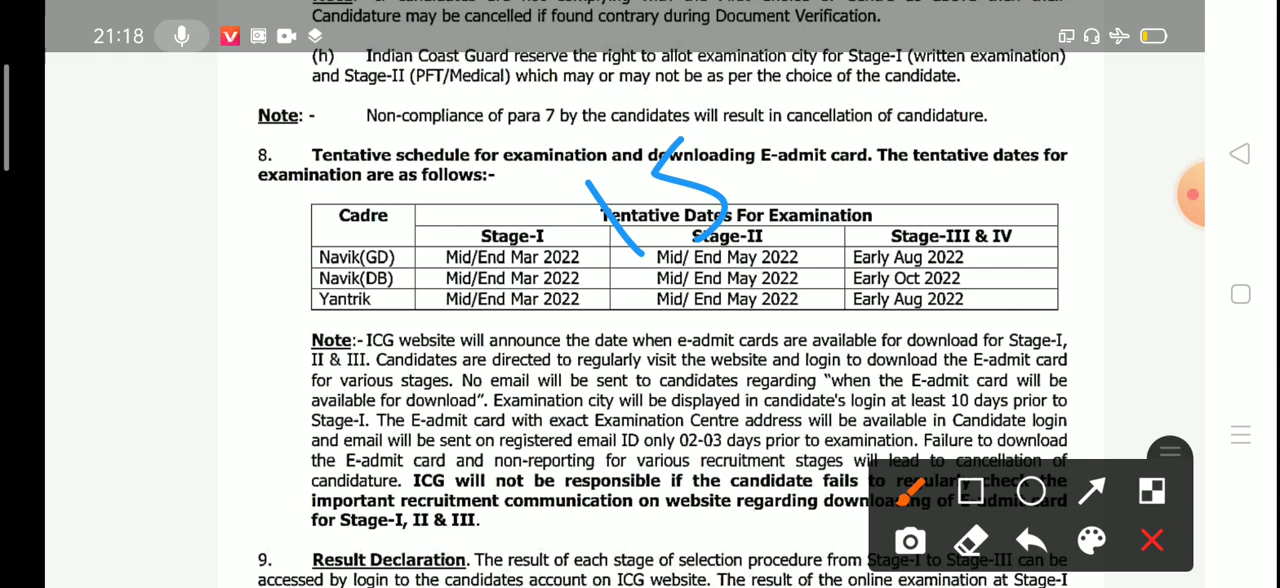 Candidature may be cancelled if found contrary during Document Verification.
21:18
(h) Indian Coast Guard reserve the right to allot examination city for Stage-I (written examination)
and Stage-II (PFT/Medical) which may or may not be as per the choice of the candidate.
Note: - Non-compliance of para 7 by the candidates will result in cancellation of candidature.
8. Tentative schedule for examination and downloading E-admit card. The tentative dates for
examination are as follows:-
15
Cadre Tentative Dates For Examination
Stage-I Stage-II Stage-III & IV
Navik(GD) Mid/End Mar 2022 Mid/ End May 2022 Early Aug 2022
Navik(DB) Mid/End Mar 2022 Mid/ End May 2022 Early Oct 2022
Yantrik Mid/End Mar 2022 Mid/ End May 2022 Early Aug 2022
Note:- ICG website will announce the date when e-admit cards are available for download for Stage-I,
II & III. Candidates are directed to regularly visit the website and login to download the E-admit card
for various stages. No email will be sent to candidates regarding “when the E-admit card will be
available for download”. Examination city will be displayed in candidate's login at least 10 days prior to
Stage-I. The E-admit card with exact Examination Centre address will be available in Candidate login
and email will be sent on registered email ID only 02-03 days prior to examination. Failure to download
the E-admit card and non-reporting for various recruitment stages will lead to cancellation of
candidature. ICG will not be responsible if the candidate fails to regularly check the
important recruitment communication on website regarding downloading of E-admit card
for Stage-I, II & III.
9. Result Declaration. The result of each stage of selection procedure from Stage-I to Stage-III can be
accessed by login to the candidates account on ICG website. The result of the online examination at Stage-I